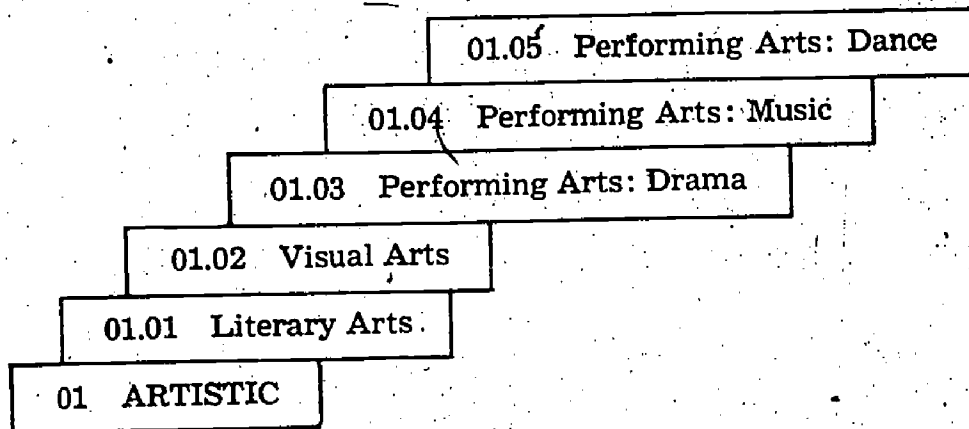 01.05 Performing Arts: Dance
01.04 Performing Arts: Music
01.03 Performing Arts: Drama
01.02 Visual Arts
01.01 Literary Arts
01 ARTISTIC